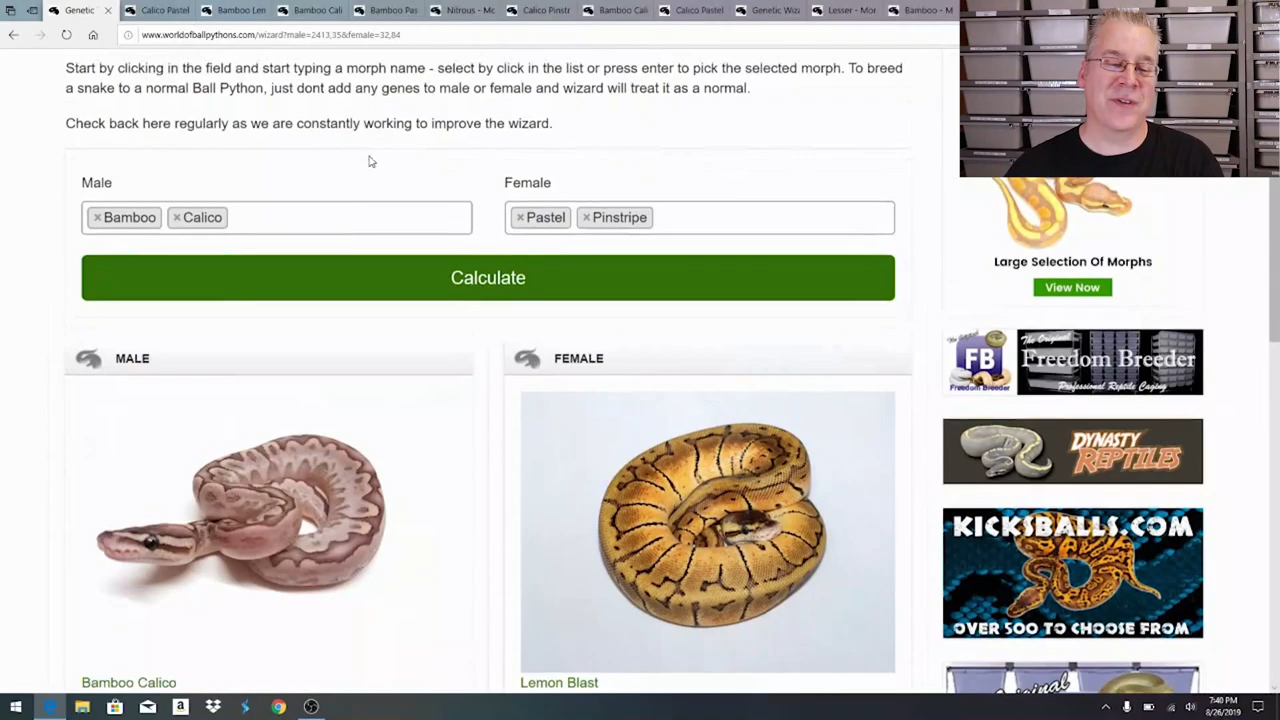 Genetic
Calico Pastel
Bamboo Len
Bamboo Cali
Bamboo Pas
Nitrous - Mo
Calico Pinstr
Bamboo Cali
Calico Pastel
Genetic Wiz
Lesser - Mor
Bamboo - M
www.worldofballpythons.com/wizard?male=2413,35&female=32,84
Start by clicking in the field and start typing a morph name - select by click in the list or press enter to pick the selected morph. To breed
a snake to a normal Ball Python, just dont add any genes to male or female and wizard will treat it as a normal.
Check back here regularly as we are constantly working to improve the wizard.
Male
Female
× Bamboo × Calico
× Pastel × Pinstripe
Calculate
MALE
FEMALE
Bamboo Calico
Lemon Blast
Large Selection Of Morphs
View Now
FB
Freedom Breeder
The Original
Freedom Breeder
Professional Reptile Caging
DYNASTY
REPTILES
KICKSBALLS.COM
OVER 500 TO CHOOSE FROM
Original
7:40 PM
8/26/2019